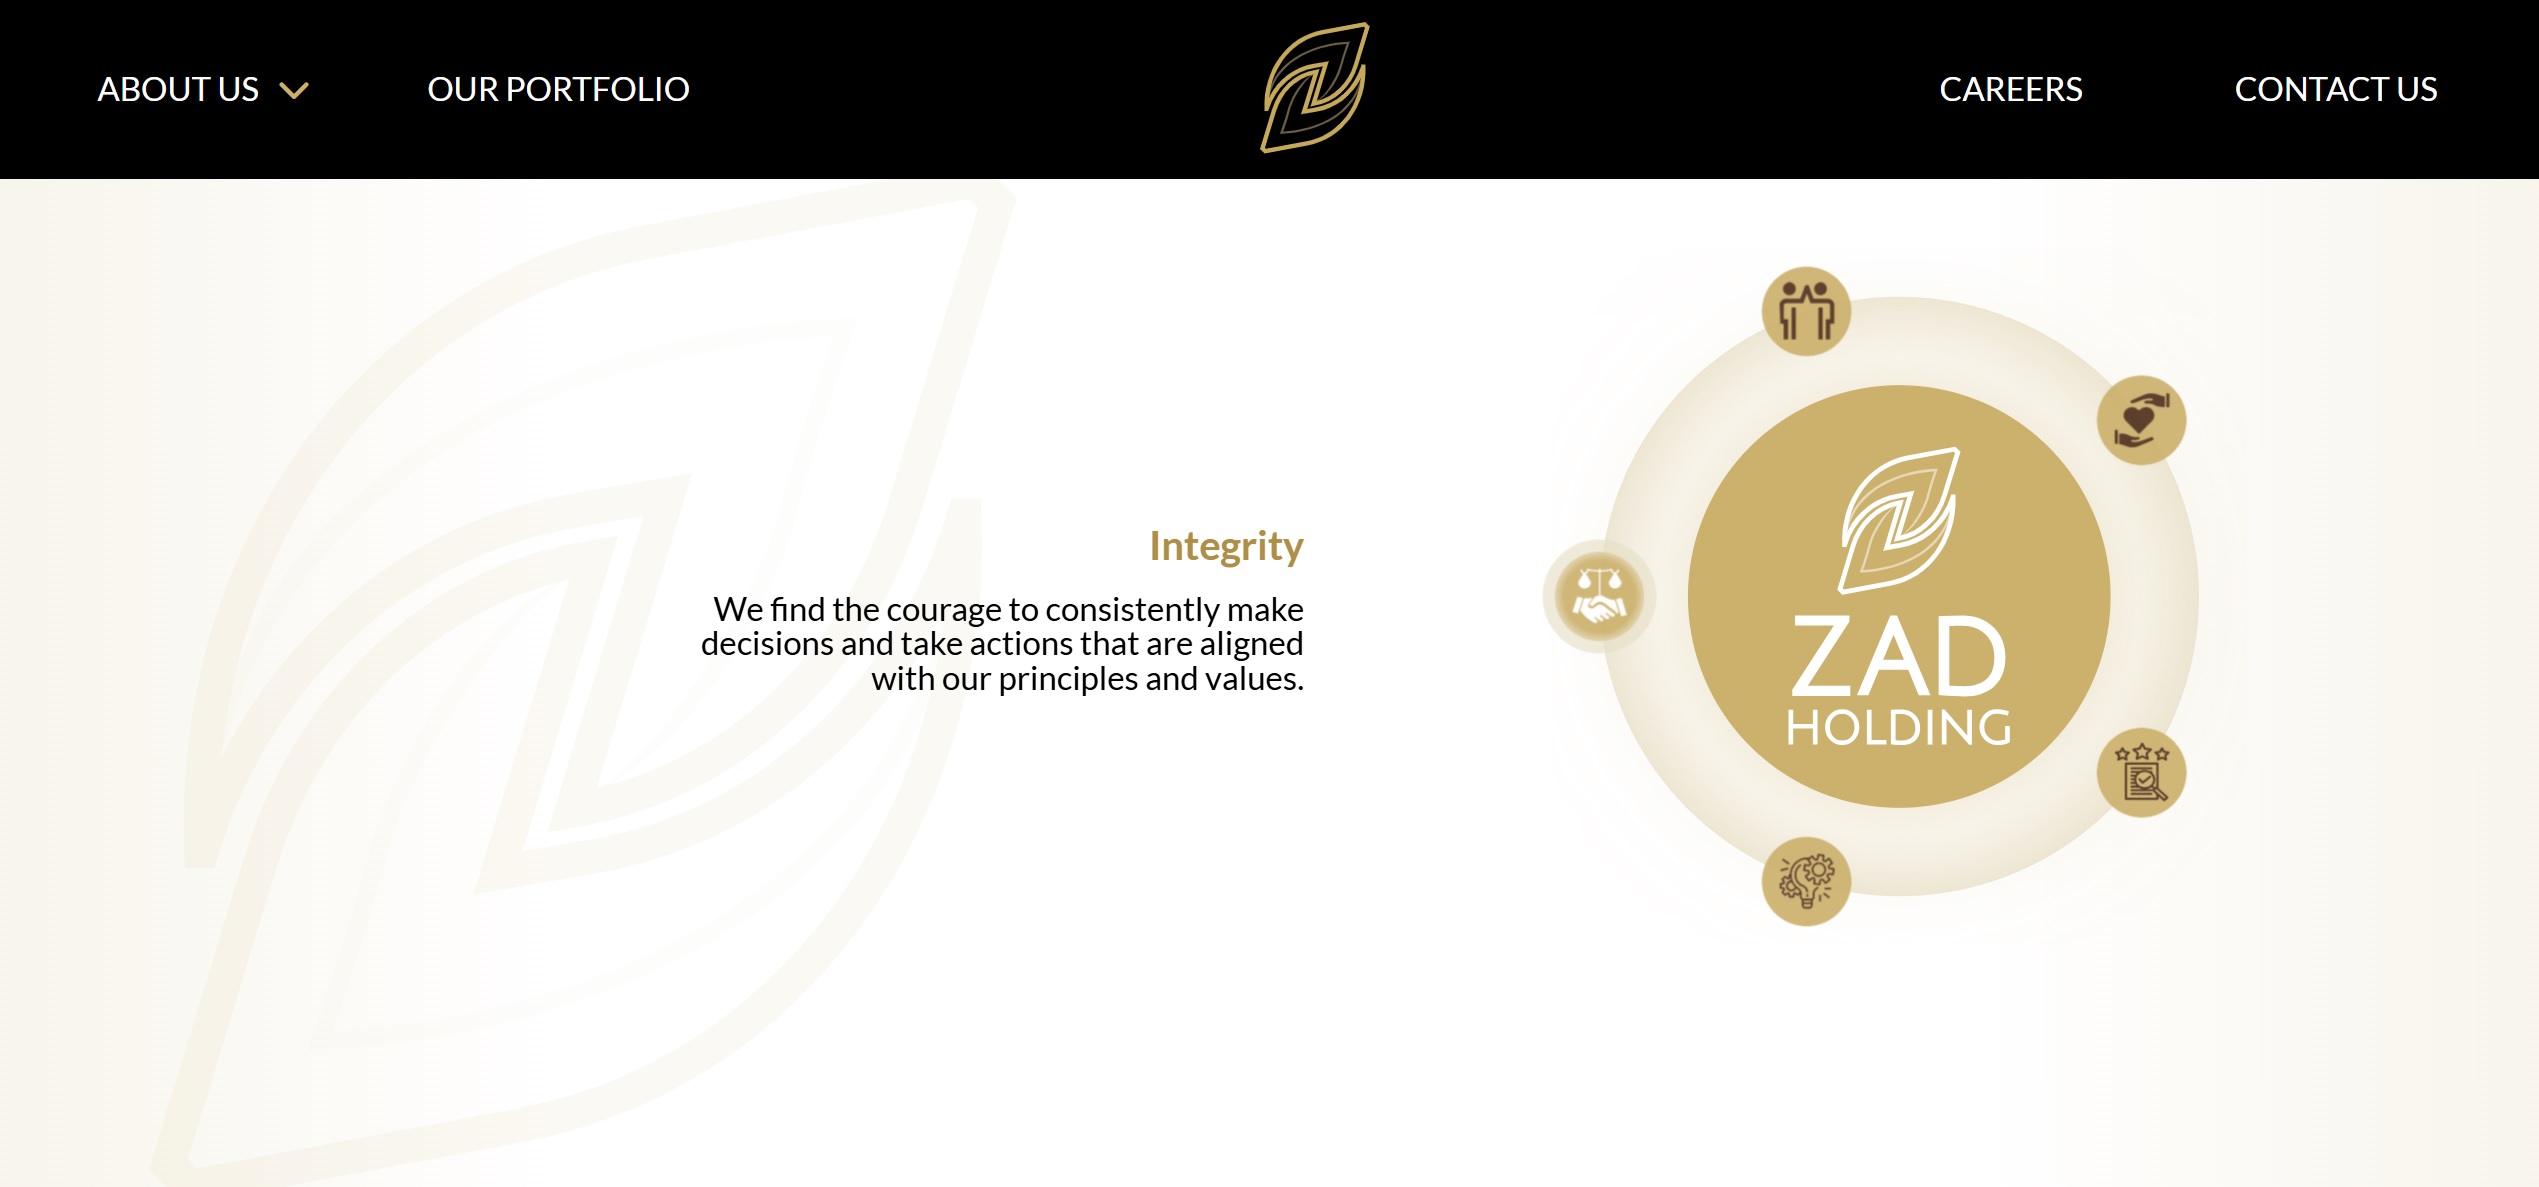 ABOUT US
OUR PORTFOLIO
CAREERS
CONTACT US
Integrity
We find the courage to consistently make
decisions and take actions that are aligned
with our principles and values.
ZAD
HOLDING